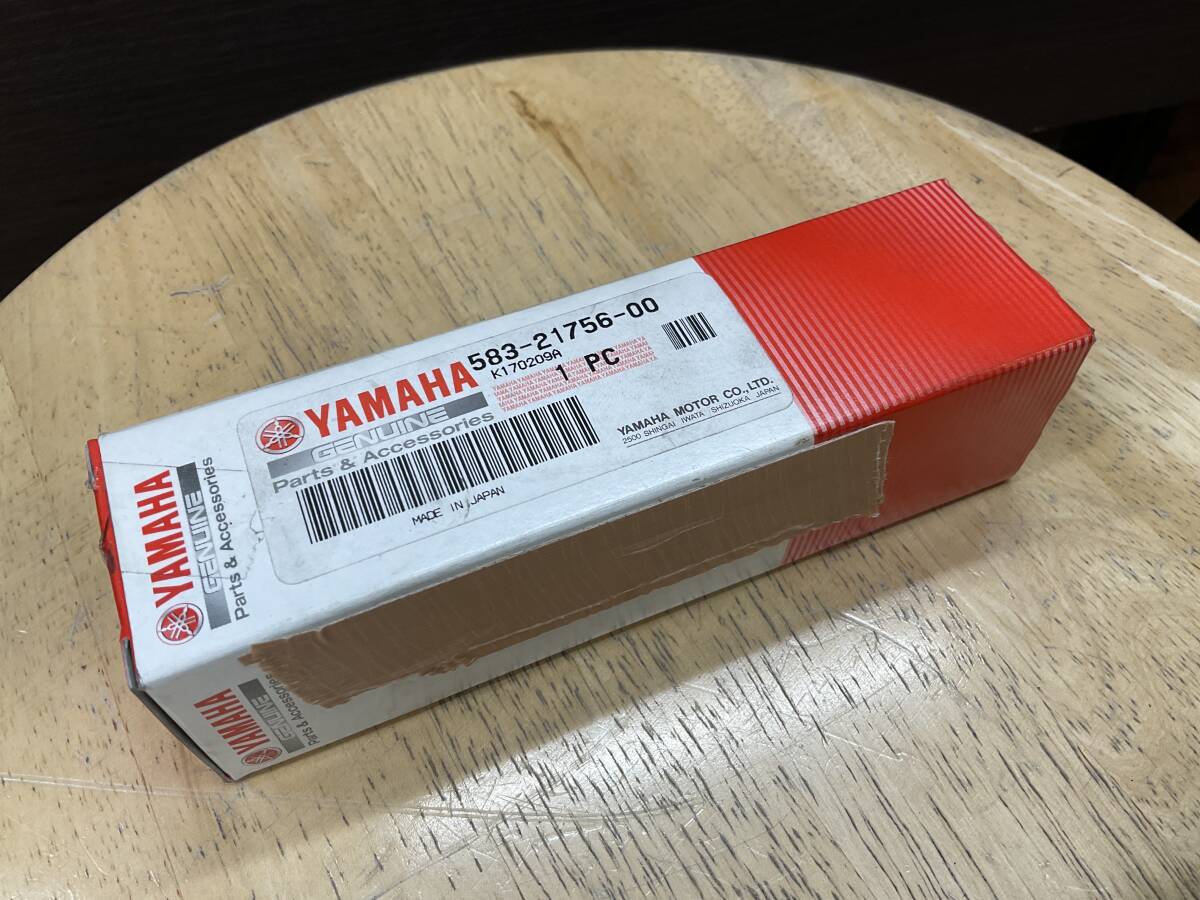 YAMAHA
GENUINE
Parts & Accessories
583-21756-00
K170209A
1 PC
MADE IN JAPAN
YAMAHA MOTOR CO.,LTD.
2500 SHINGAI IWATA SHIZUOKA JAPAN
YAMAHA
GENUINE
Parts & Accessories
YAMAHA
GENUINE
Parts & Accessories